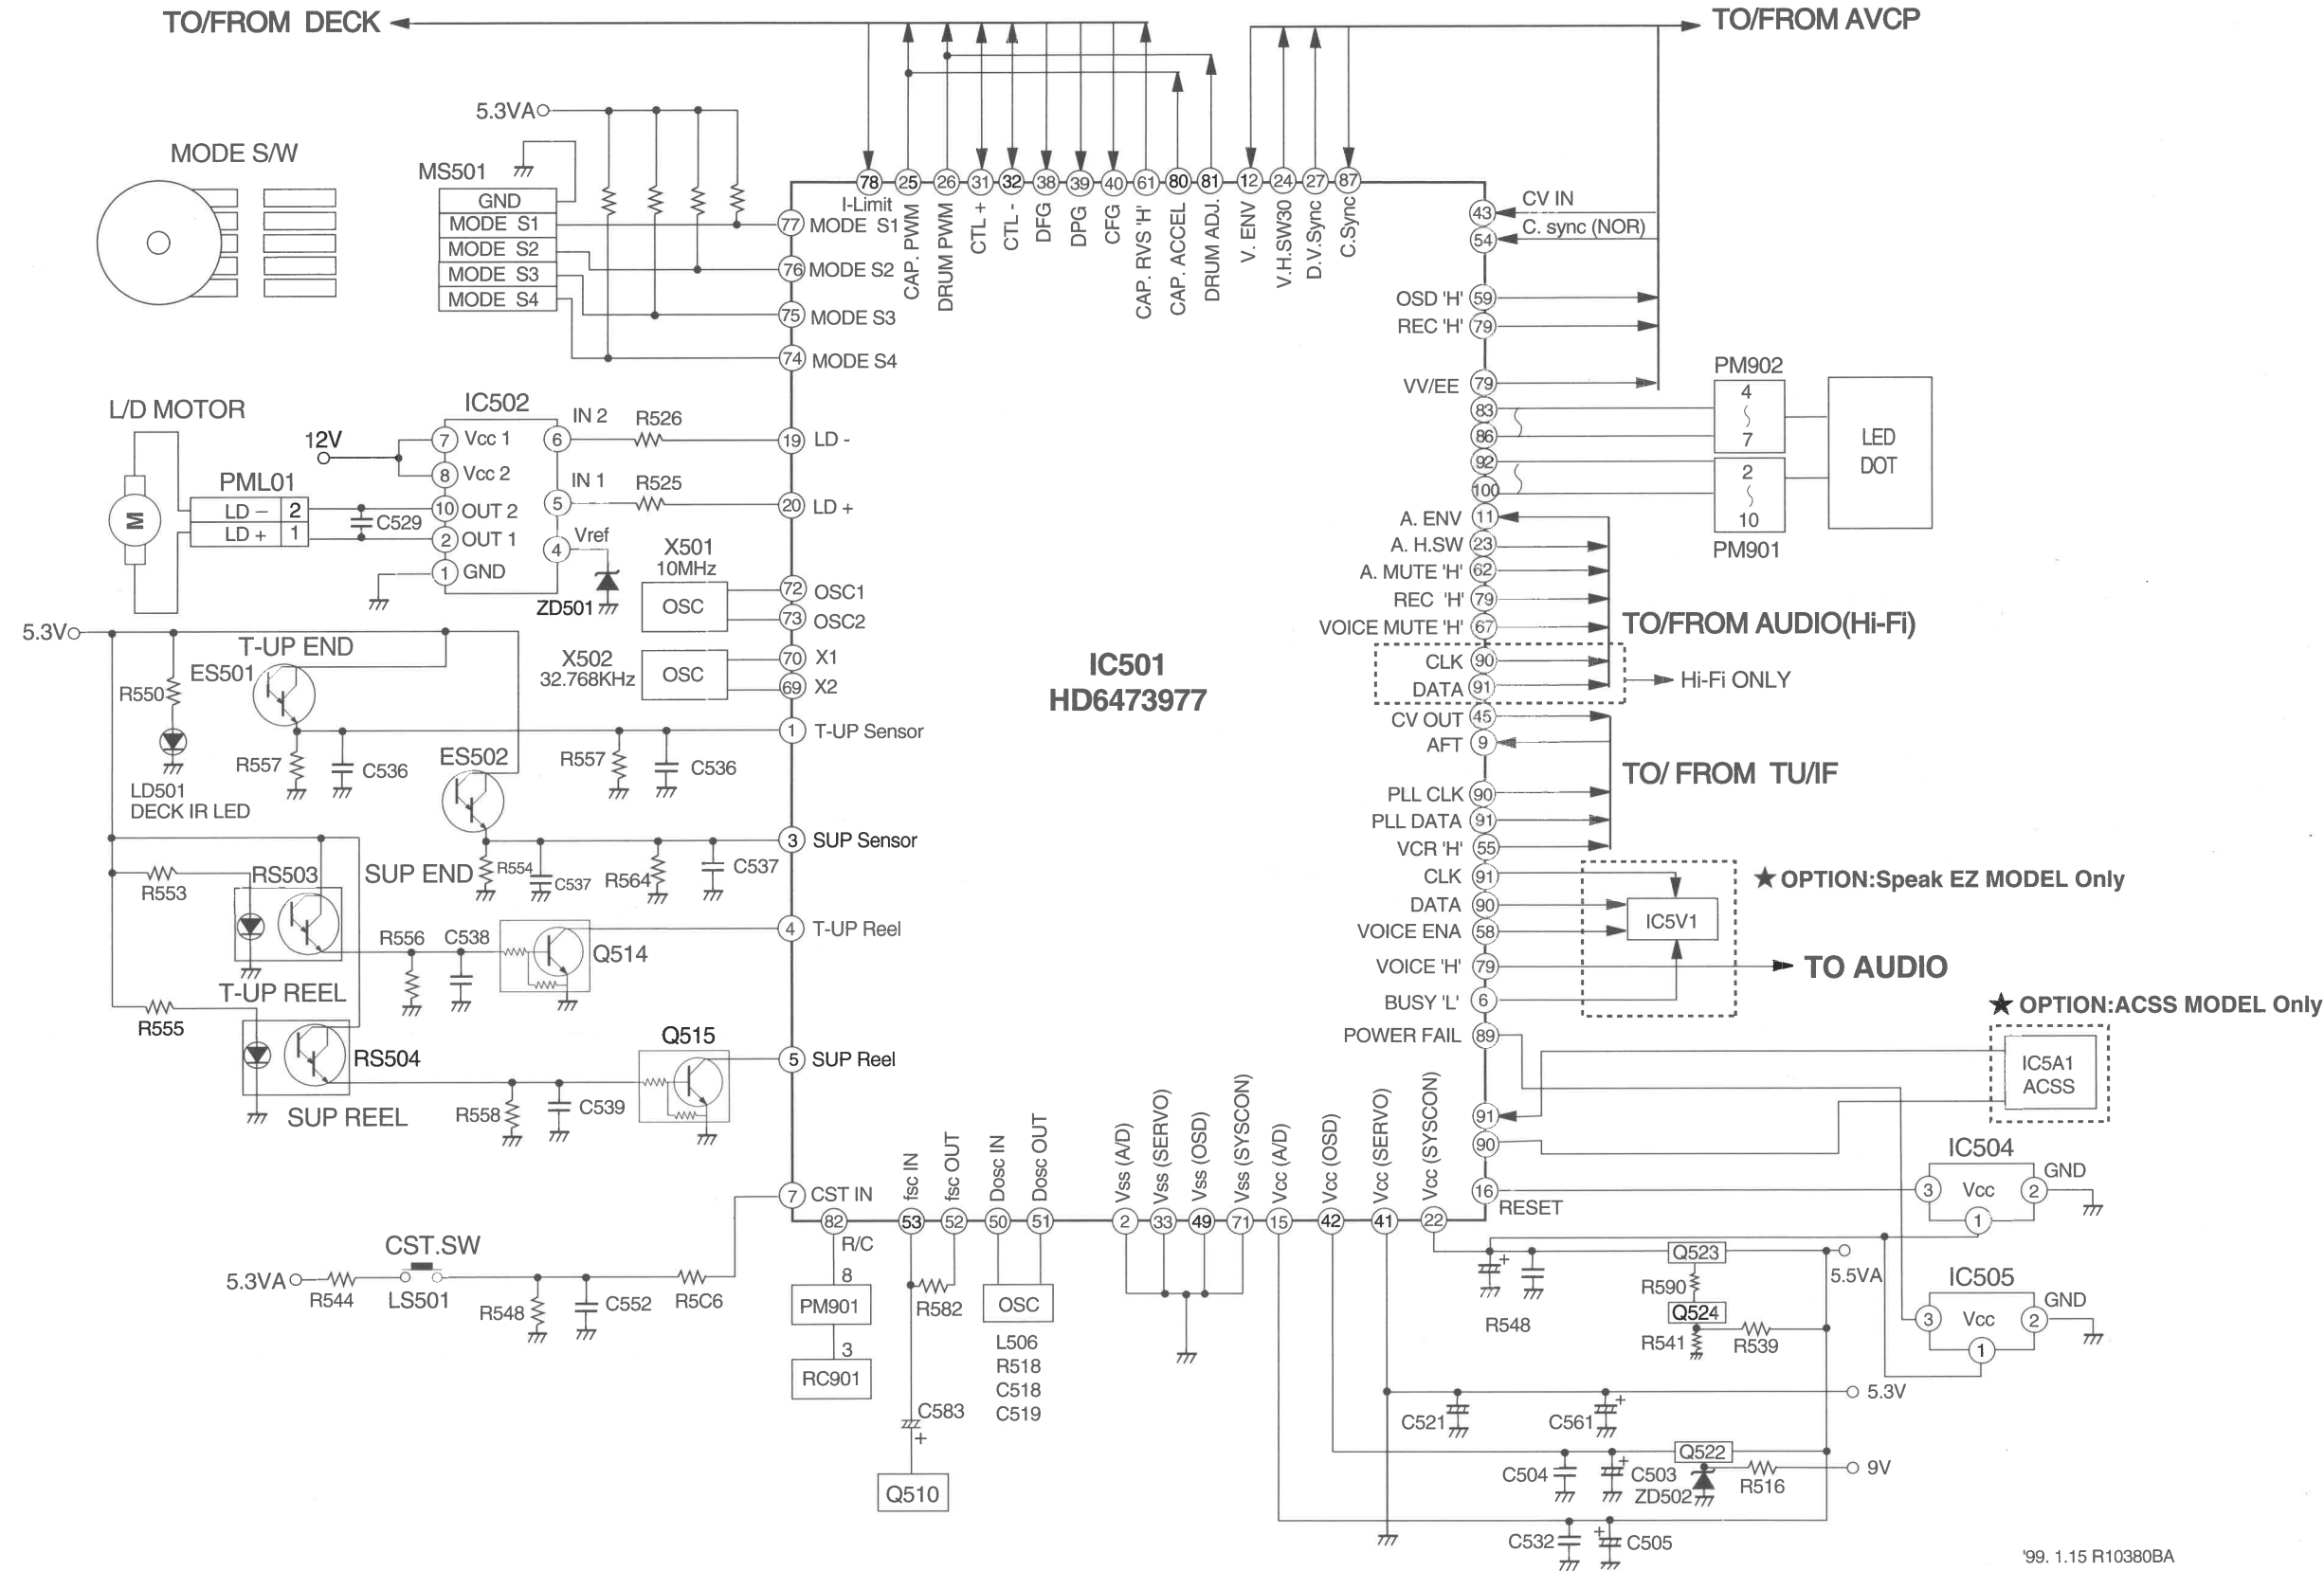 TO/FROM DECK
TO/FROM AVCP
5.3VA
MODE S/W
MS501
GND
MODE S1
MODE S2
MODE S3
MODE S4
78 25 26 31 32 38 39 40 61 80 81 12 24 27 87
I-Limit
CAP. PWM
DRUM PWM
CTL +
CTL -
DFG
DPG
CFG
CAP. RVS 'H'
CAP. ACCEL
DRUM ADJ.
V. ENV
V.H.SW30
D.V.Sync
C.Sync
77 MODE S1
76 MODE S2
75 MODE S3
74 MODE S4
43 CV IN
54 C. sync (NOR)
OSD 'H' 59
REC 'H' 79
VV/EE 79
83
86
92
100
PM902
4
7
2
10
PM901
LED
DOT
L/D MOTOR
M
PML01
LD − 2
LD + 1
12V
C529
IC502
7 Vcc 1
8 Vcc 2
10 OUT 2
2 OUT 1
1 GND
6 IN 2
5 IN 1
4 Vref
R526
R525
ZD501
19 LD -
20 LD +
X501
10MHz
OSC
72 OSC1
73 OSC2
X502
32.768KHz
OSC
70 X1
69 X2
IC501
HD6473977
A. ENV 11
A. H.SW 23
A. MUTE 'H' 62
REC 'H' 79
VOICE MUTE 'H' 67
TO/FROM AUDIO(Hi-Fi)
CLK 90
DATA 91
Hi-Fi ONLY
CV OUT 45
AFT 9
TO/ FROM TU/IF
PLL CLK 90
PLL DATA 91
VCR 'H' 55
CLK 91
DATA 90
VOICE ENA 58
IC5V1
★ OPTION:Speak EZ MODEL Only
VOICE 'H' 79
TO AUDIO
BUSY 'L' 6
POWER FAIL 89
★ OPTION:ACSS MODEL Only
IC5A1
ACSS
91
90
16
RESET
5.3V
T-UP END
ES501
R550
LD501
DECK IR LED
R557
C536
R557
C536
1 T-UP Sensor
ES502
SUP END
R554
C537
R564
C537
3 SUP Sensor
R553
RS503
T-UP REEL
R556
C538
Q514
4 T-UP Reel
R555
RS504
SUP REEL
R558
C539
Q515
5 SUP Reel
7 CST IN
5.3VA
R544
CST.SW
LS501
R548
C552
R5C6
fsc IN
fsc OUT
Dosc IN
Dosc OUT
Vss (A/D)
Vss (SERVO)
Vss (OSD)
Vss (SYSCON)
Vcc (A/D)
Vcc (OSD)
Vcc (SERVO)
Vcc (SYSCON)
82 53 52 50 51 2 33 49 71 15 42 41 22
R/C
8
PM901
3
RC901
R582
C583
+
Q510
OSC
L506
R518
C518
C519
IC504
3 Vcc 2 GND
1
IC505
3 Vcc 2 GND
1
+
R548
Q523
R590
Q524
R541
R539
5.5VA
C521
C561
+
5.3V
C504
C503
+
Q522
ZD502
R516
9V
C532
+
C505
'99. 1.15 R10380BA